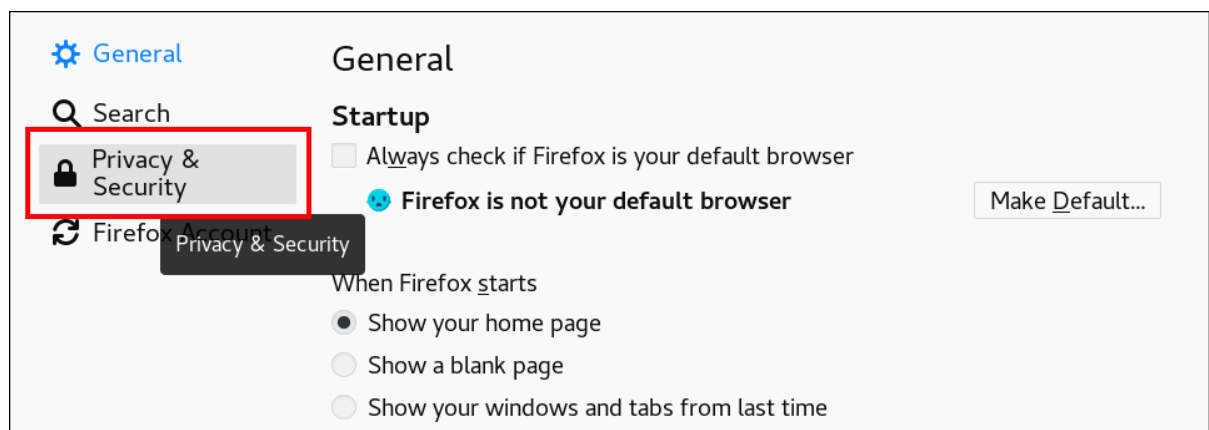 General
Search
Privacy &
Security
Firefox Account
Privacy & Security
General
Startup
Always check if Firefox is your default browser
Firefox is not your default browser
Make Default...
When Firefox starts
Show your home page
Show a blank page
Show your windows and tabs from last time